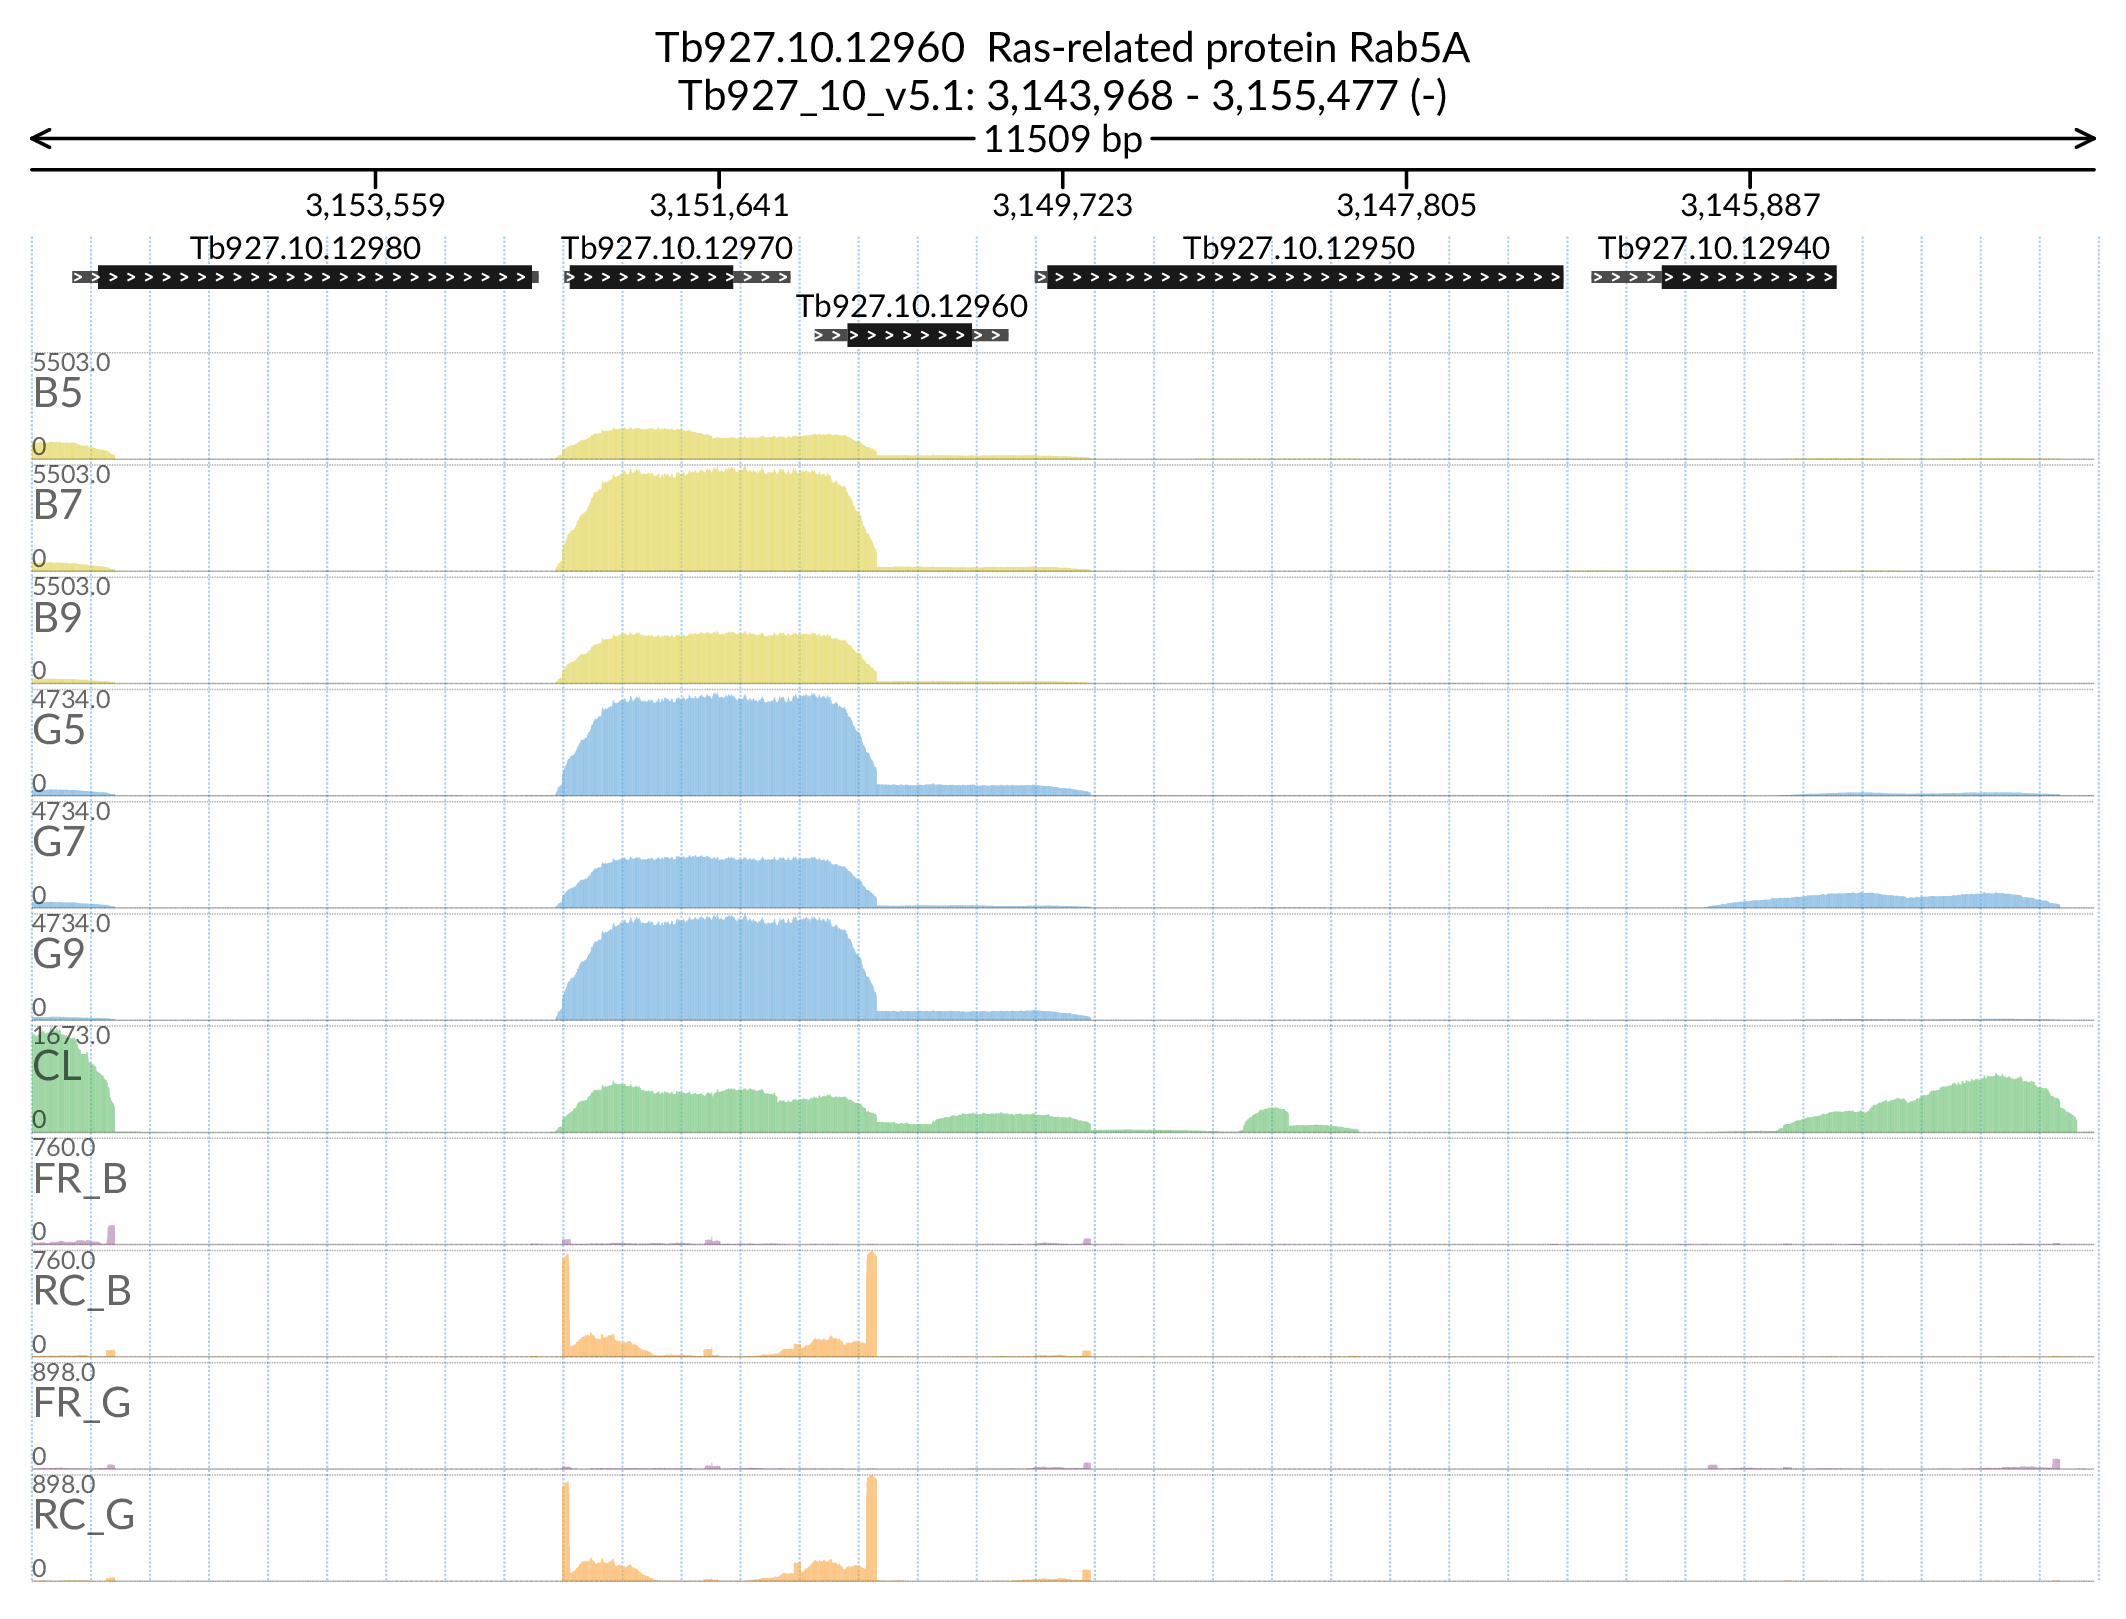 Tb927.10.12960  Ras-related protein Rab5A
Tb927_10_v5.1: 3,143,968 - 3,155,477 (-)
11509 bp
3,153,559 3,151,641 3,149,723 3,147,805 3,145,887
Tb927.10.12980 Tb927.10.12970 Tb927.10.12950 Tb927.10.12940
Tb927.10.12960
5503.0
B5
0
5503.0
B7
0
5503.0
B9
0
4734.0
G5
0
4734.0
G7
0
4734.0
G9
0
1673.0
CL
0
760.0
FR_B
0
760.0
RC_B
0
898.0
FR_G
0
898.0
RC_G
0